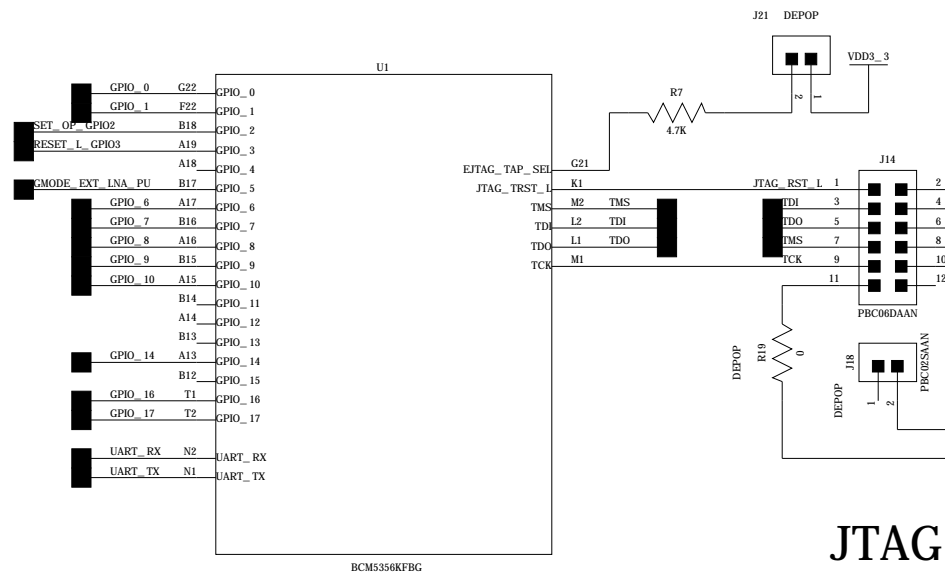 J21 DEPOP
VDD3_3
2 1
U1
R7
4.7K
GPIO_0 G22 GPIO_0
GPIO_1 F22 GPIO_1
SET_OP_GPIO2 B18 GPIO_2
RESET_L_GPIO3 A19 GPIO_3
A18 GPIO_4
GMODE_EXT_LNA_PU B17 GPIO_5
GPIO_6 A17 GPIO_6
GPIO_7 B16 GPIO_7
GPIO_8 A16 GPIO_8
GPIO_9 B15 GPIO_9
GPIO_10 A15 GPIO_10
B14 GPIO_11
A14 GPIO_12
B13 GPIO_13
GPIO_14 A13 GPIO_14
B12 GPIO_15
GPIO_16 T1 GPIO_16
GPIO_17 T2 GPIO_17
UART_RX N2 UART_RX
UART_TX N1 UART_TX
EJTAG_TAP_SEL G21
JTAG_TRST_L K1
TMS M2 TMS
TDI L2 TDI
TDO L1 TDO
TCK M1
BCM5356KFBG
J14
JTAG_RST_L 1 2
TDI 3 4
TDO 5 6
TMS 7 8
TCK 9 10
11 12
PBC06DAAN
DEPOP
R19
0
J18
PBC02SAAN
DEPOP
1 2
JTAG